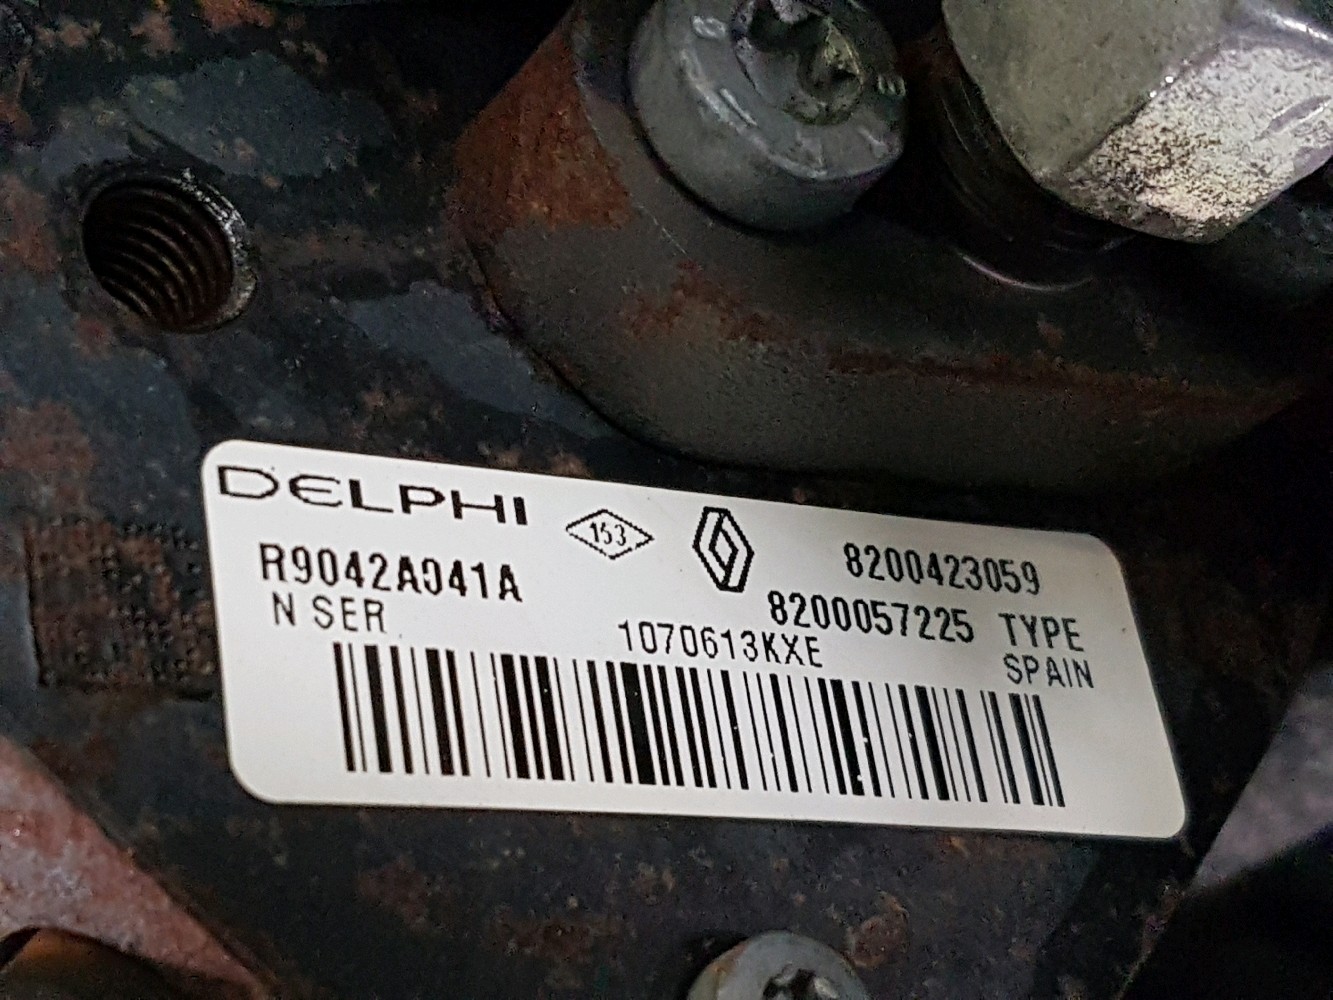 DELPHI
153
8200423059
R9042A041A
8200057225 TYPE
N SER
1070613KXE
SPAIN